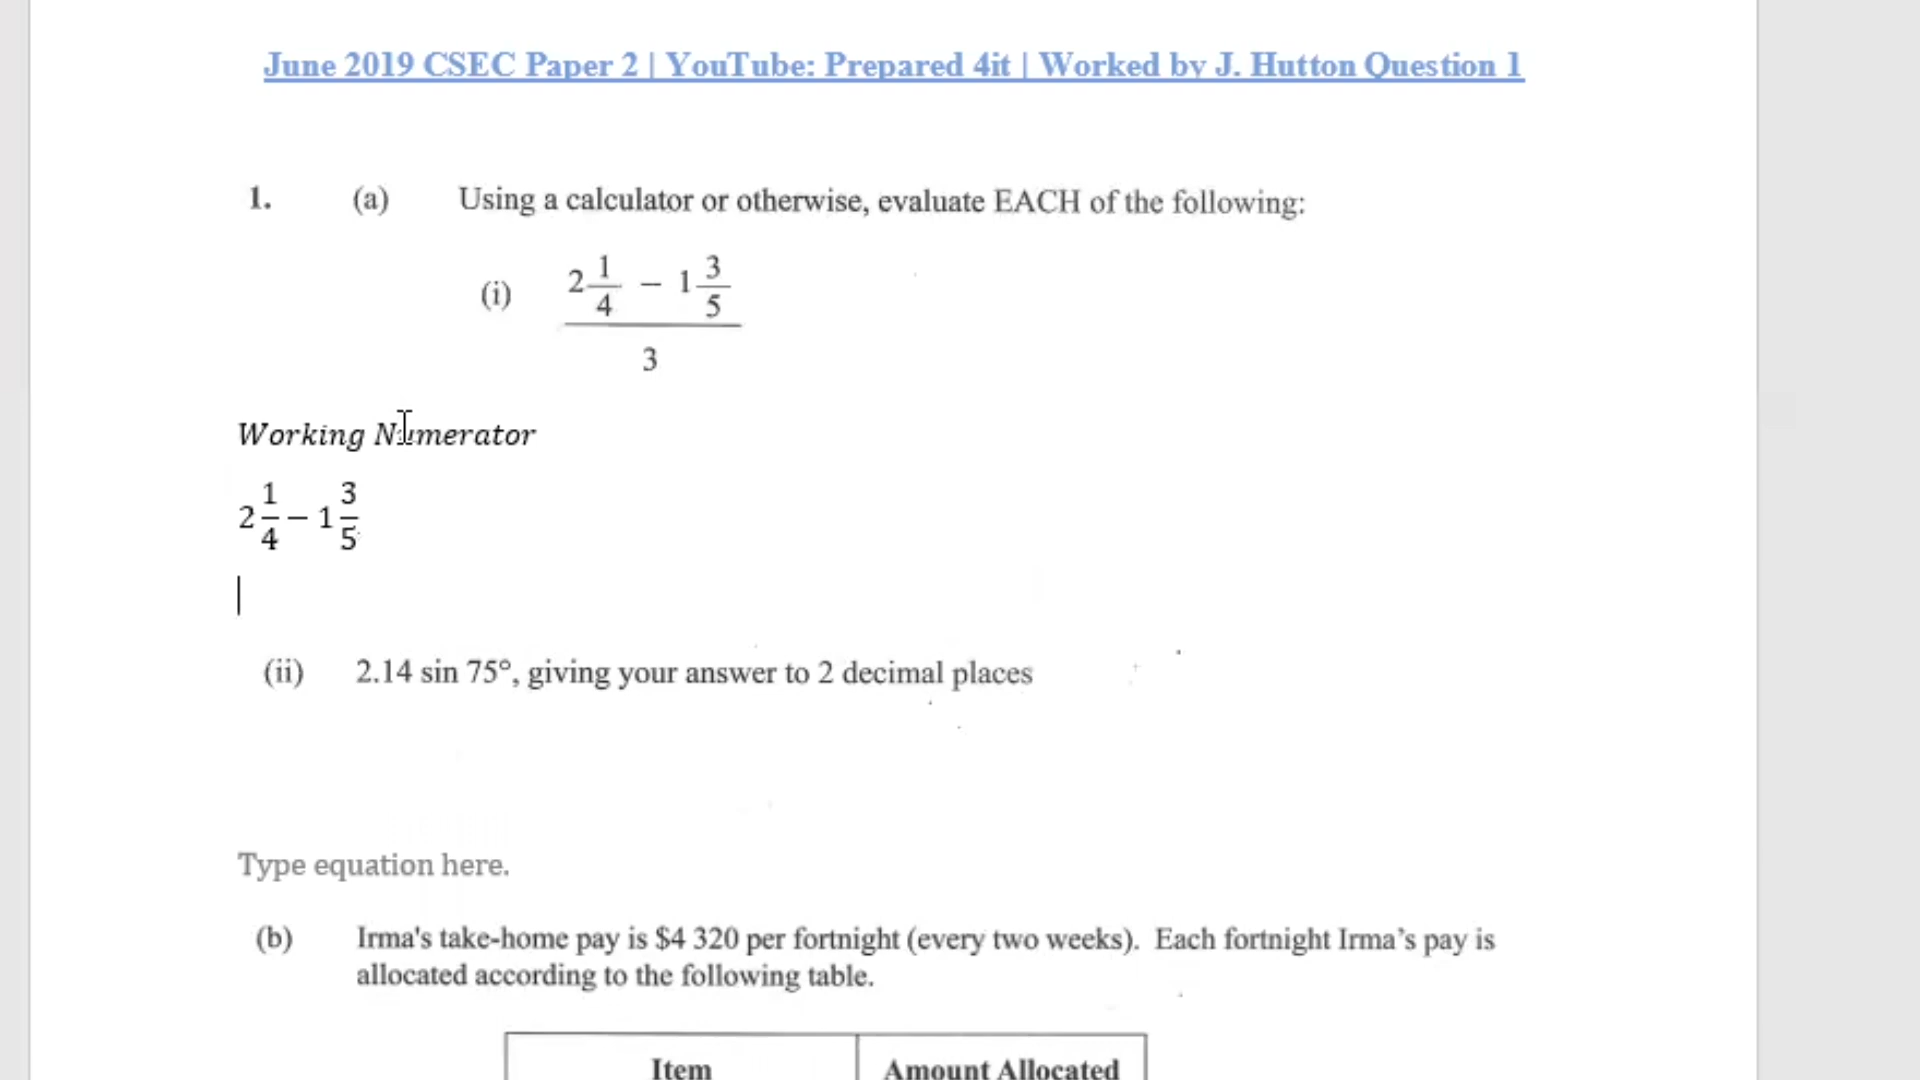 June 2019 CSEC Paper 2 | YouTube: Prepared 4it | Worked by J. Hutton Question 1
1. (a) Using a calculator or otherwise, evaluate EACH of the following:
(i) 2 1/4 − 1 3/5
3
Working Numerator
2 1/4 − 1 3/5
(ii) 2.14 sin 75°, giving your answer to 2 decimal places
Type equation here.
(b) Irma's take-home pay is $4 320 per fortnight (every two weeks). Each fortnight Irma's pay is
allocated according to the following table.
Item Amount Allocated